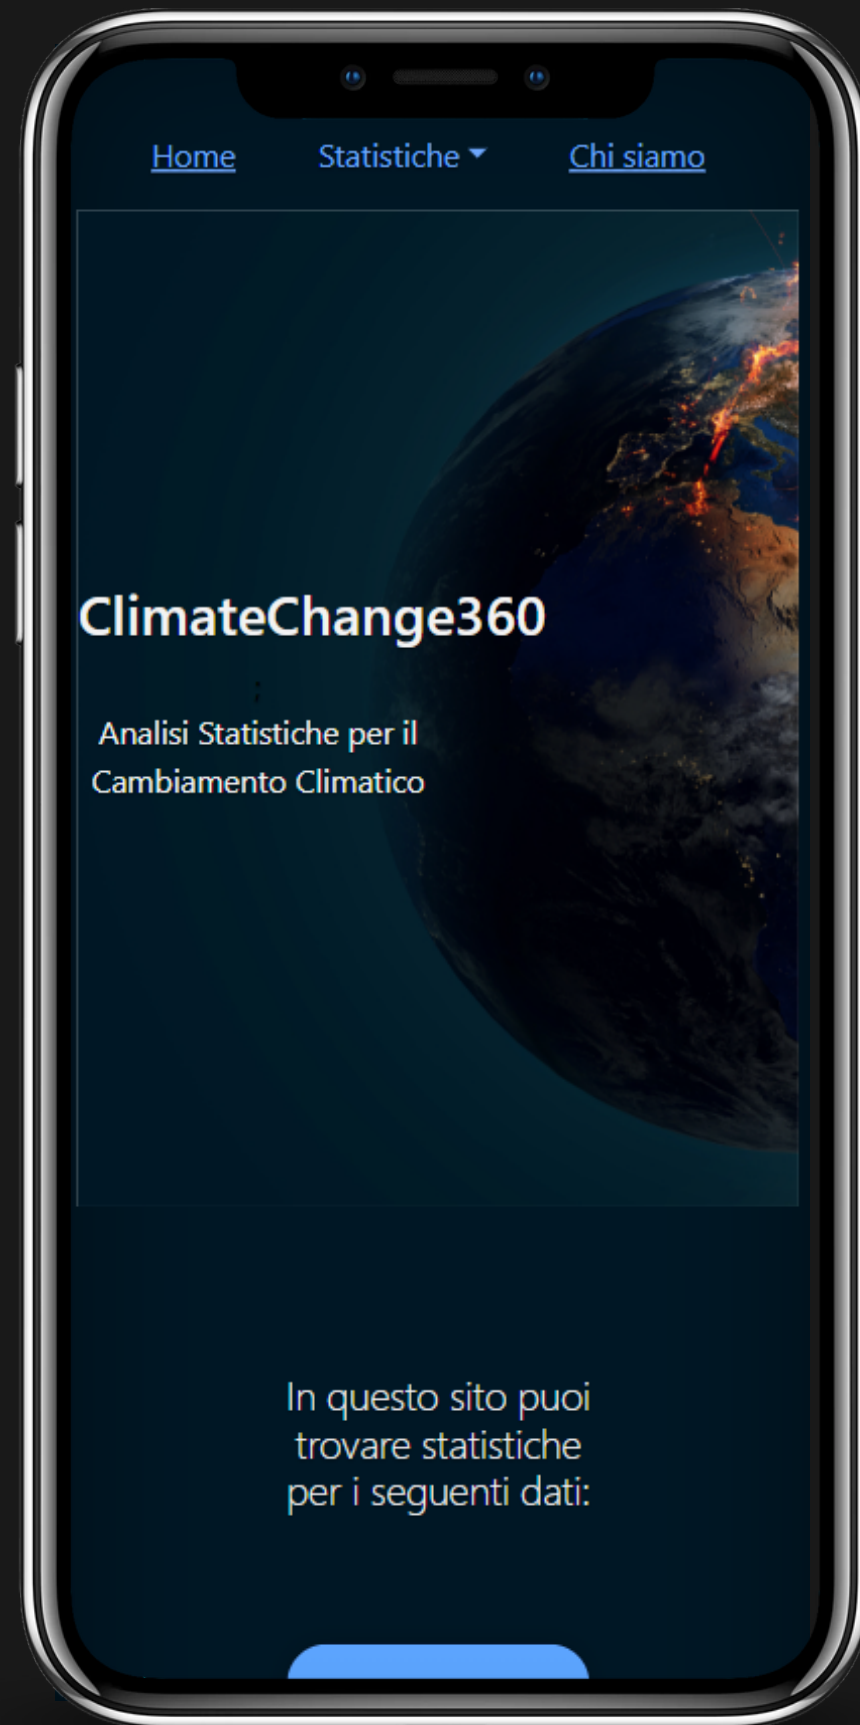 Home Statistiche Chi siamo
ClimateChange360
;
Analisi Statistiche per il
Cambiamento Climatico
In questo sito puoi
trovare statistiche
per i seguenti dati: